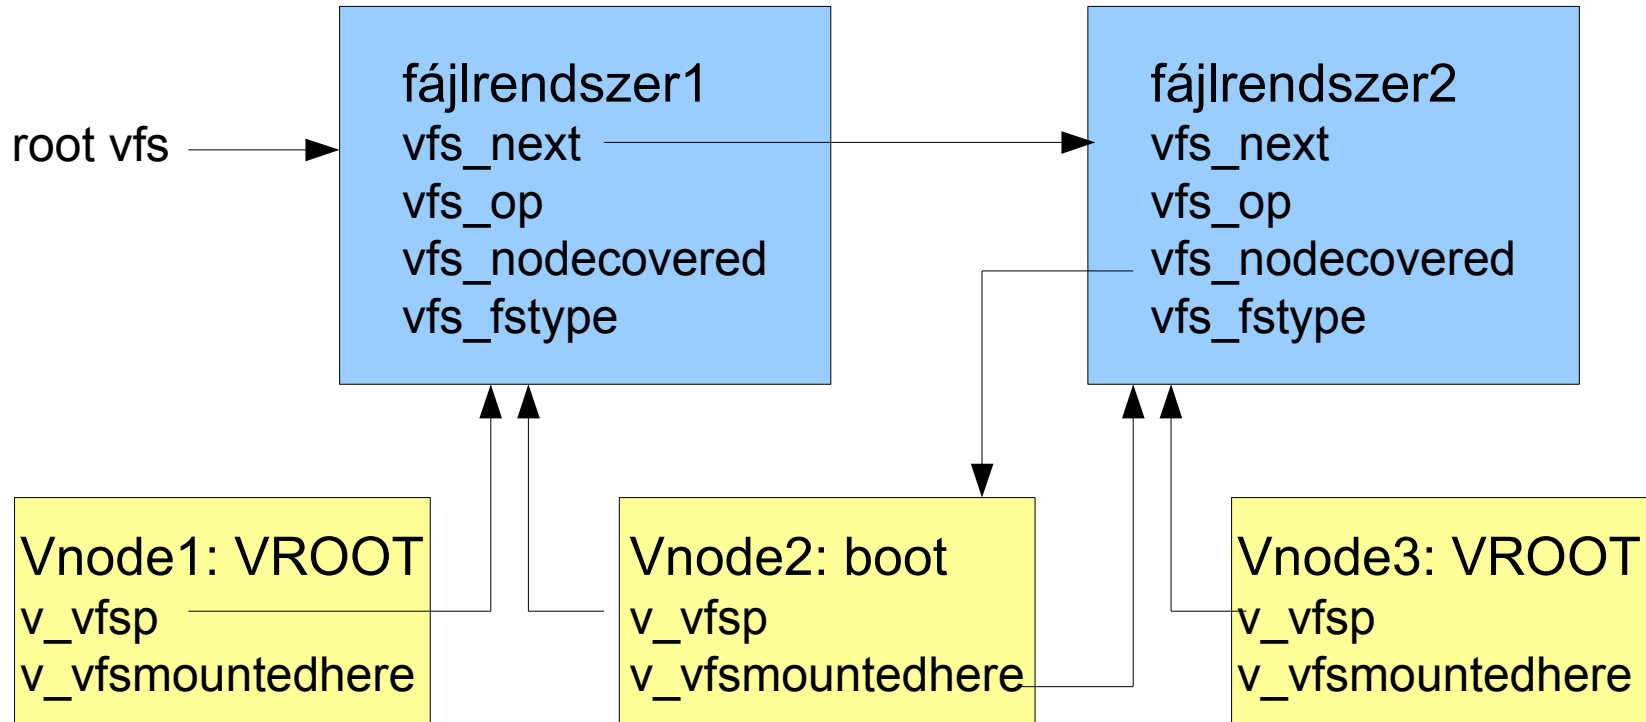 root vfs
fájlrendszer1
vfs_next
vfs_op
vfs_nodecovered
vfs_fstype
fájlrendszer2
vfs_next
vfs_op
vfs_nodecovered
vfs_fstype
Vnode1: VROOT
v_vfsp
v_vfsmountedhere
Vnode2: boot
v_vfsp
v_vfsmountedhere
Vnode3: VROOT
v_vfsp
v_vfsmountedhere